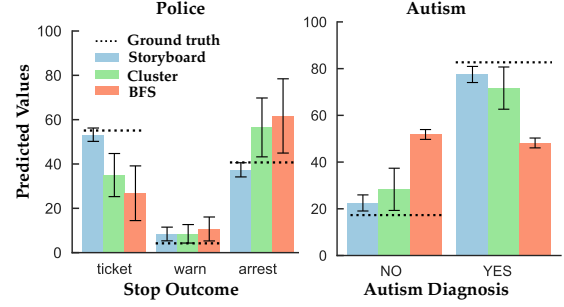 Police
Autism
Predicted Values
100
80
60
40
20
0
Ground truth
Storyboard
Cluster
BFS
ticket warn arrest
Stop Outcome
100
80
60
40
20
0
NO YES
Autism Diagnosis